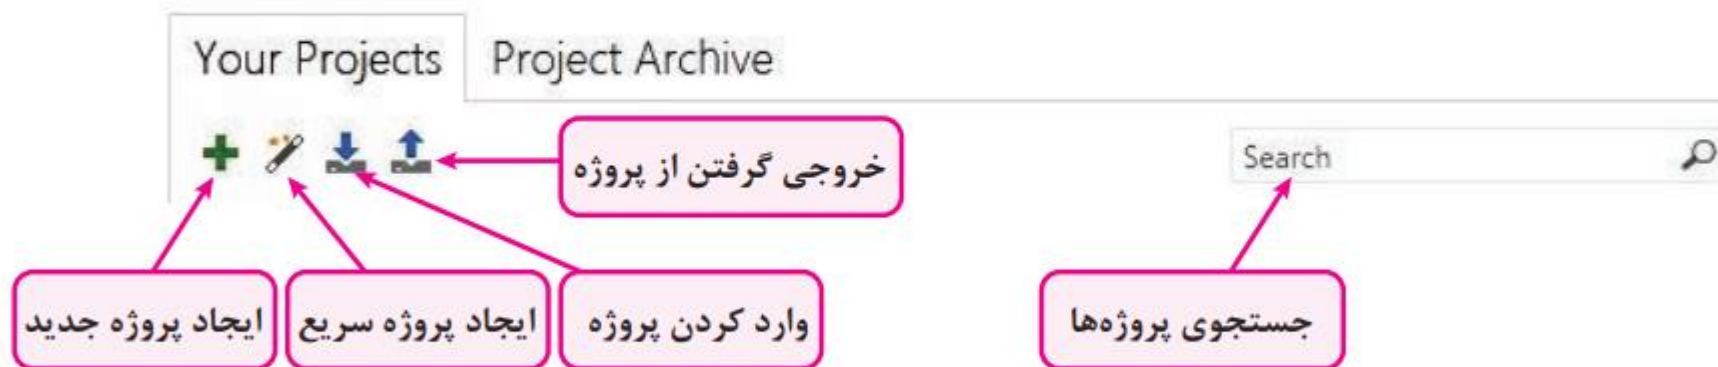 Your Projects
Project Archive
خروجی گرفتن از پروژه
Search
ایجاد پروژه جدید
ایجاد پروژه سریع
وارد کردن پروژه
جستجوی پروژه‌ها